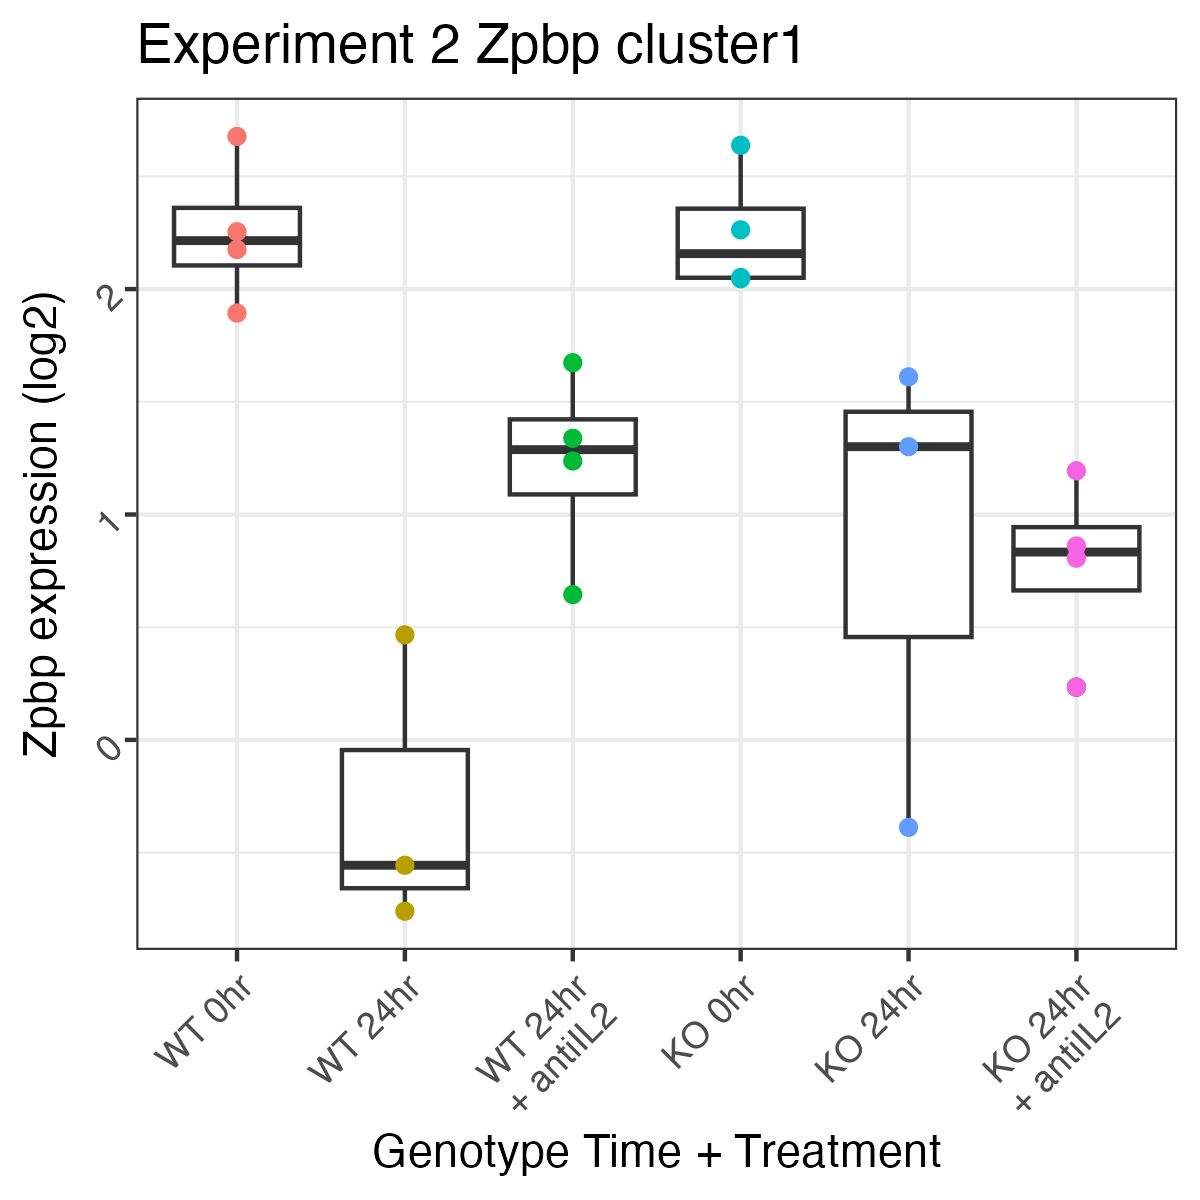 Experiment 2 Zpbp cluster1
Zpbp expression (log2)
2
1
0
WT 0hr
WT 24hr
WT 24hr
+ antiIL2
KO 0hr
KO 24hr
KO 24hr
+ antiIL2
Genotype Time + Treatment